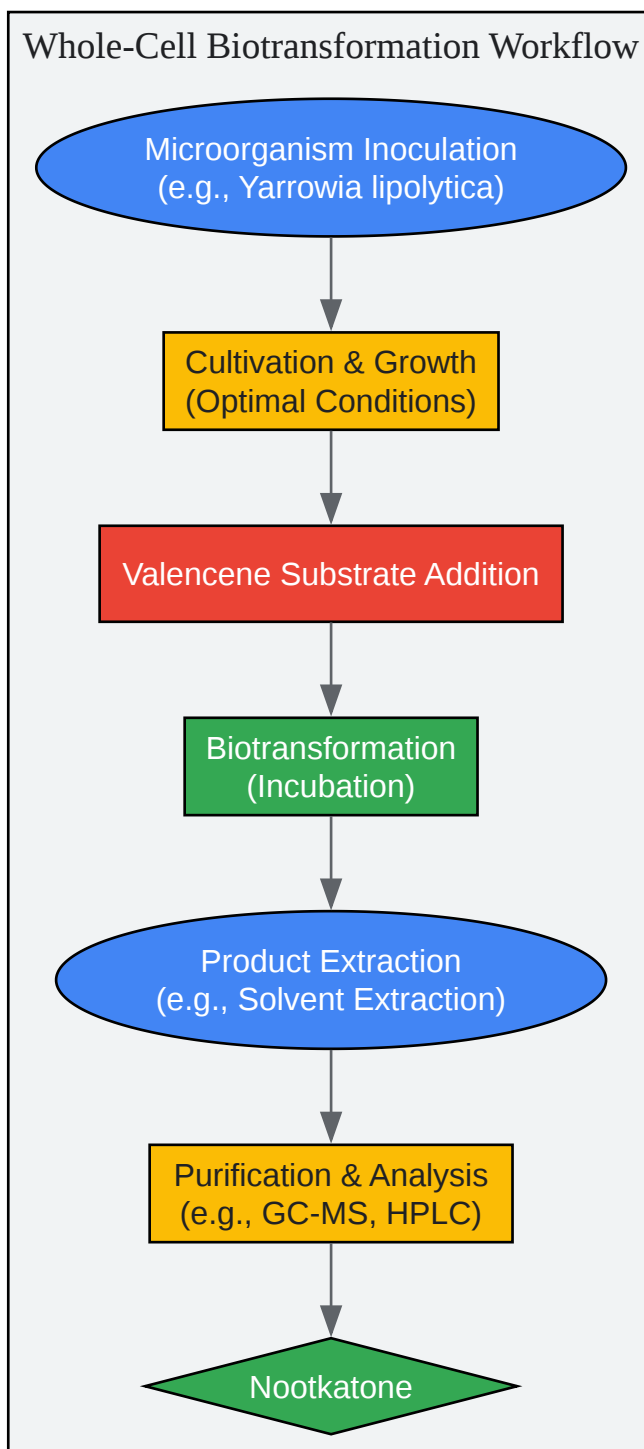 Whole-Cell Biotransformation Workflow
Microorganism Inoculation
(e.g., Yarrowia lipolytica)
Cultivation & Growth
(Optimal Conditions)
Valencene Substrate Addition
Biotransformation
(Incubation)
Product Extraction
(e.g., Solvent Extraction)
Purification & Analysis
(e.g., GC-MS, HPLC)
Nootkatone